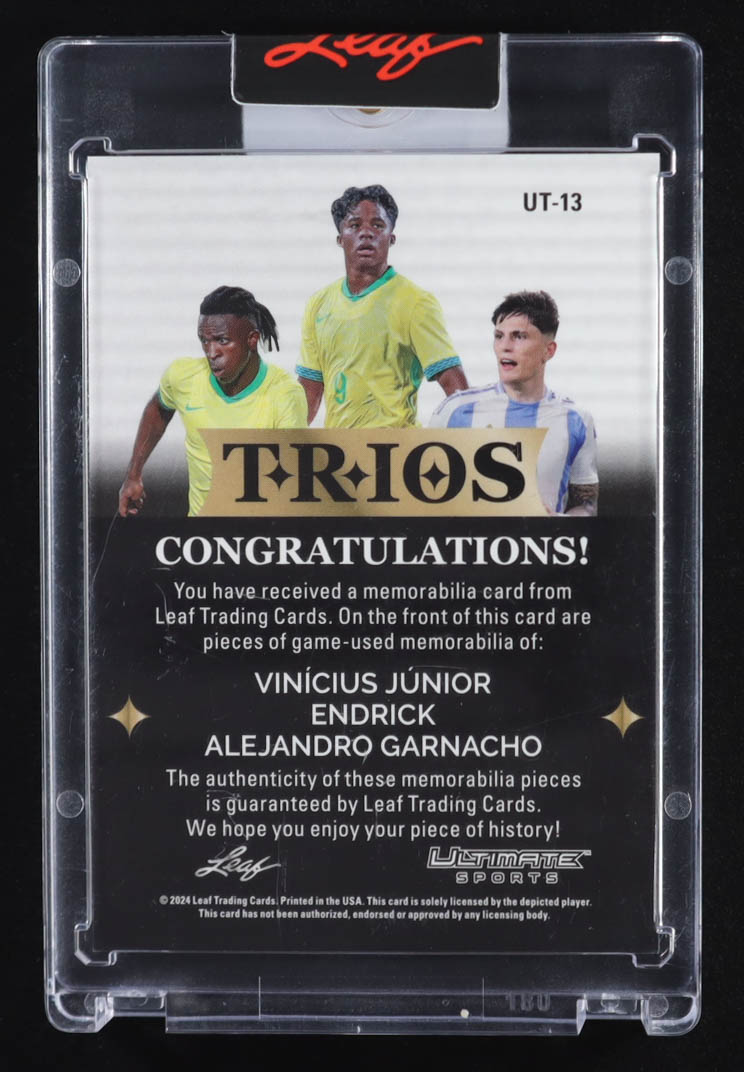 Leaf
UT-13
9
TRIOS
CONGRATULATIONS!
You have received a memorabilia card from
Leaf Trading Cards. On the front of this card are
pieces of game-used memorabilia of:
VINÍCIUS JÚNIOR
ENDRICK
ALEJANDRO GARNACHO
The authenticity of these memorabilia pieces
is guaranteed by Leaf Trading Cards.
We hope you enjoy your piece of history!
Leaf
ULTIMATE™
SPORTS
© 2024 Leaf Trading Cards. Printed in the USA. This card is solely licensed by the depicted player.
This card has not been authorized, endorsed or approved by any licensing body.
180